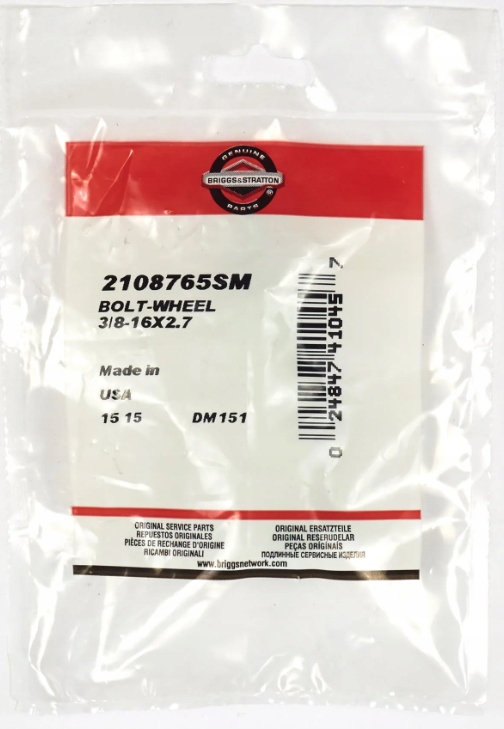 GENUINE
BRIGGS&STRATTON
®
PARTS
2108765SM
BOLT-WHEEL
3/8-16X2.7
Made in
USA
15 15 DM151
0 24847 41045 7
ORIGINAL SERVICE PARTS
REPUESTOS ORIGINALES
PIÈCES DE RECHANGE D'ORIGINE
RICAMBI ORIGINALI
ORIGINAL ERSATZTEILE
ORIGINAL RESERUDELAR
PEÇAS ORIGINAIS
ПОДЛИННЫЕ СЕРВИСНЫЕ ИЗДЕЛИЯ
www.briggsnetwork.com